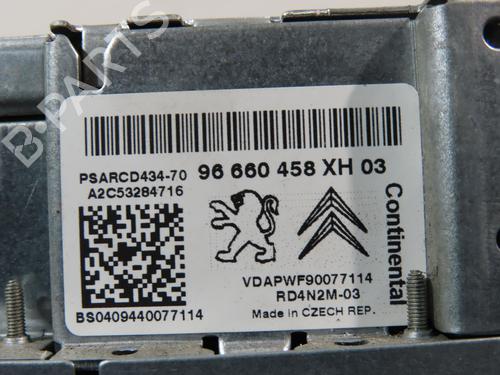 B-PARTS
PSARCD434-70 96 660 458 XH 03
A2C53284716
Continental
VDAPWF90077114
RD4N2M-03
BS0409440077114 Made in CZECH REP.